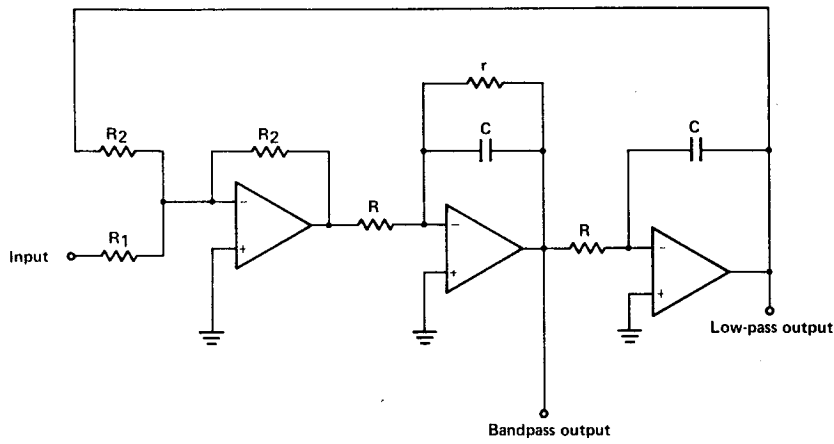 r
C
C
R₂
R₂
R
R
R₁
Input
−
+
−
+
−
+
Low-pass output
Bandpass output